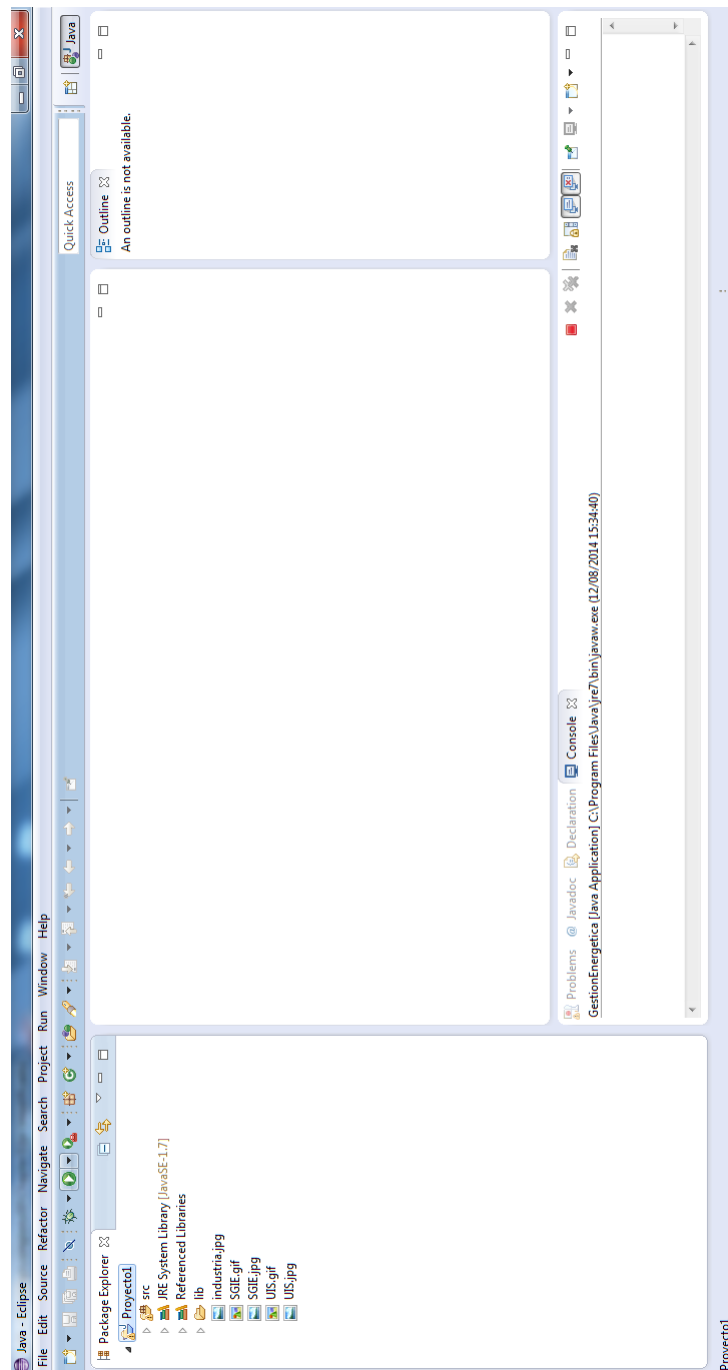 Java - Eclipse
File Edit Source Refactor Navigate Search Project Run Window Help
Quick Access
Java
Package Explorer
Proyecto1
src
JRE System Library [JavaSE-1.7]
Referenced Libraries
lib
industria.jpg
SGIE.gif
SGIE.jpg
UIS.gif
UIS.jpg
Outline
An outline is not available.
Problems @ Javadoc Declaration Console
GestionEnergetica [Java Application] C:\Program Files\Java\jre7\bin\javaw.exe (12/08/2014 15:34:40)
Proyecto1